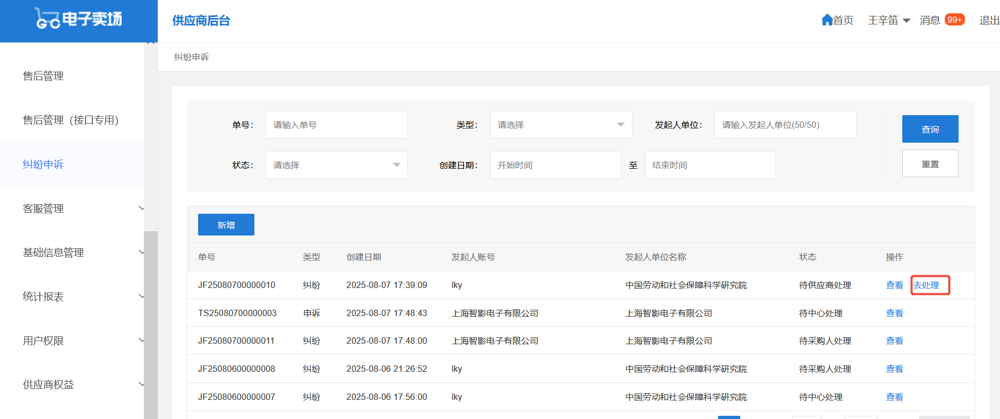 GC 电子卖场
供应商后台
首页 王辛笛 消息 99+ 退出
纠纷申诉
售后管理
售后管理（接口专用）
纠纷申诉
客服管理
基础信息管理
统计报表
用户权限
供应商权益
单号： 请输入单号 类型： 请选择 发起人单位： 请输入发起人单位(50/50) 查询
状态： 请选择 创建日期： 开始时间 至 结束时间 重置
新增
单号 类型 创建日期 发起人账号 发起人单位名称 状态 操作
JF25080700000010 纠纷 2025-08-07 17:39:09 lky 中国劳动和社会保障科学研究院 待供应商处理 查看 去处理
TS25080700000003 申诉 2025-08-07 17:48:43 上海智影电子有限公司 上海智影电子有限公司 待中心处理 查看
JF25080700000011 纠纷 2025-08-07 17:48:00 上海智影电子有限公司 上海智影电子有限公司 待采购人处理 查看
JF25080600000008 纠纷 2025-08-06 21:26:52 lky 中国劳动和社会保障科学研究院 待采购人处理 查看
JF25080600000007 纠纷 2025-08-06 17:56:00 lky 中国劳动和社会保障科学研究院 待中心处理 查看